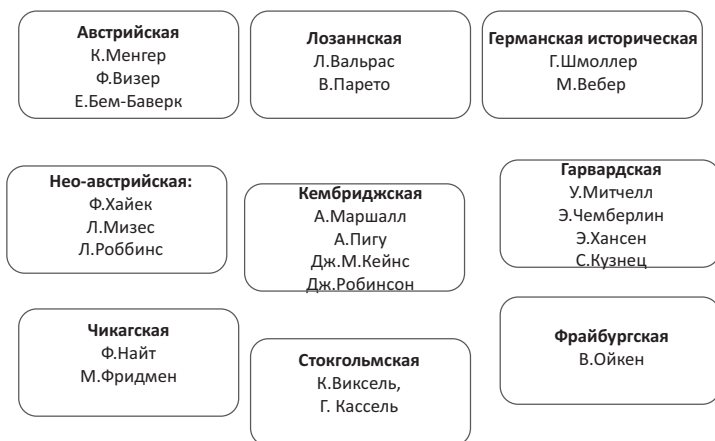 Австрийская
К.Менгер
Ф.Визер
Е.Бем-Баверк
Лозаннская
Л.Вальрас
В.Парето
Германская историческая
Г.Шмоллер
М.Вебер
Нео-австрийская:
Ф.Хайек
Л.Мизес
Л.Роббинс
Кембриджская
А.Маршалл
А.Пигу
Дж.М.Кейнс
Дж.Робинсон
Гарвардская
У.Митчелл
Э.Чемберлин
Э.Хансен
С.Кузнец
Чикагская
Ф.Найт
М.Фридмен
Стокгольмская
К.Виксель,
Г. Кассель
Фрайбургская
В.Ойкен